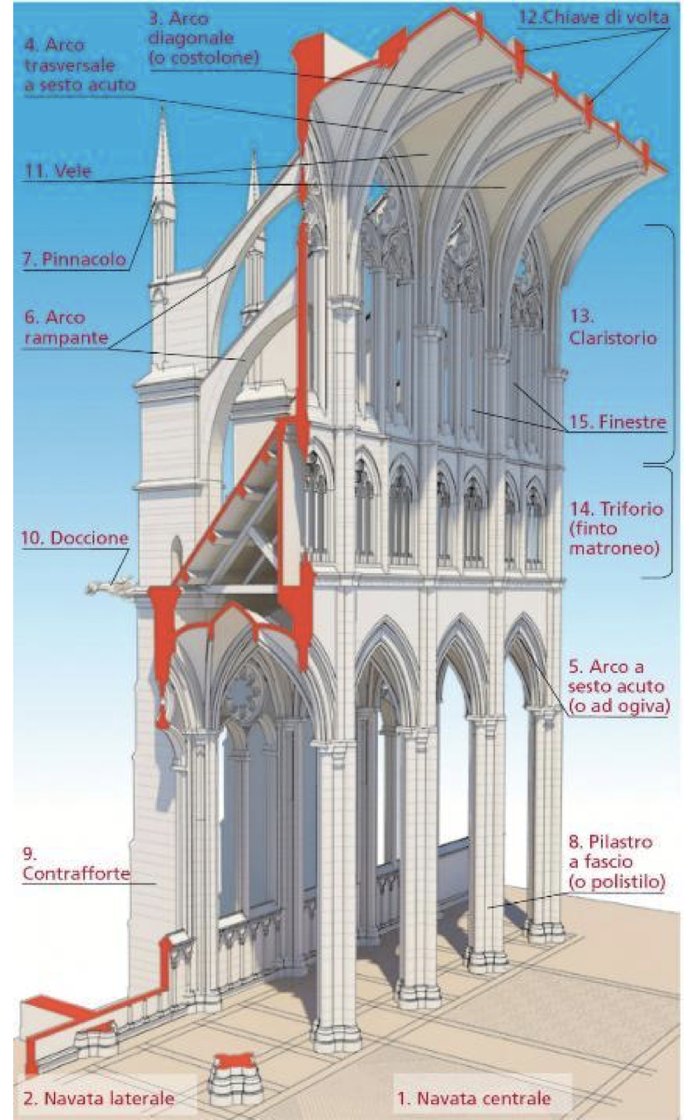 3. Arco
diagonale
(o costolone)
12.Chiave di volta
4. Arco
trasversale
a sesto acuto
11. Vele
7. Pinnacolo
6. Arco
rampante
13.
Claristorio
15. Finestre
10. Doccione
14. Triforio
(finto
matroneo)
5. Arco a
sesto acuto
(o ad ogiva)
9.
Contrafforte
8. Pilastro
a fascio
(o polistilo)
2. Navata laterale
1. Navata centrale